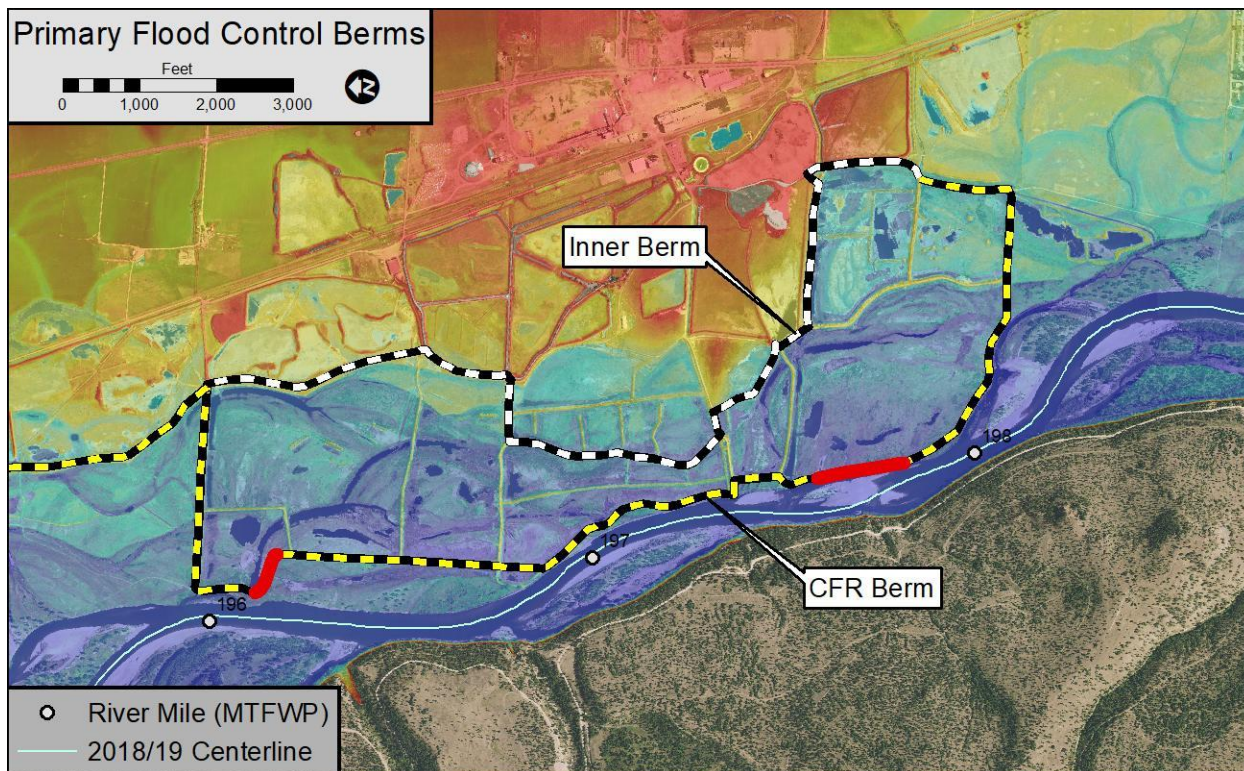 Primary Flood Control Berms
Feet
0 1,000 2,000 3,000
N
Inner Berm
198
197
CFR Berm
196
River Mile (MTFWP)
2018/19 Centerline